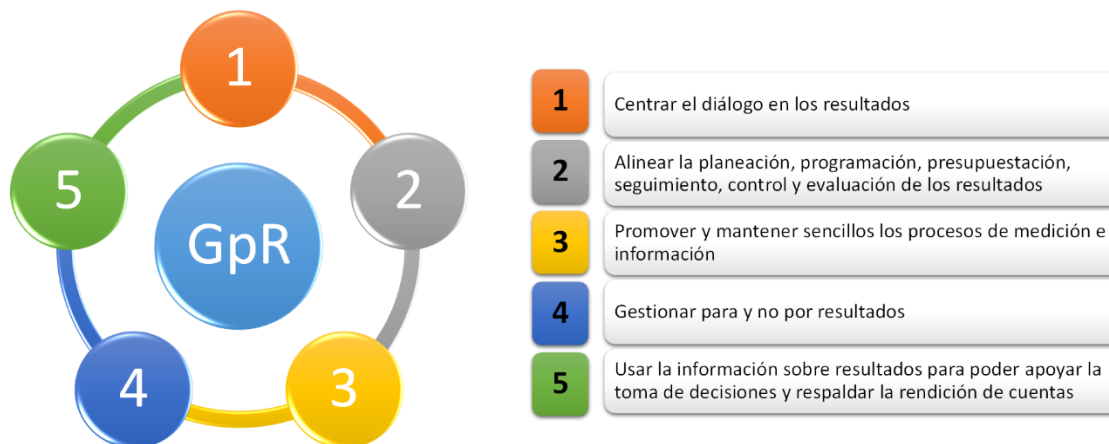 1
2
3
4
5
GpR
1
Centrar el diálogo en los resultados
2
Alinear la planeación, programación, presupuestación,
seguimiento, control y evaluación de los resultados
3
Promover y mantener sencillos los procesos de medición e
información
4
Gestionar para y no por resultados
5
Usar la información sobre resultados para poder apoyar la
toma de decisiones y respaldar la rendición de cuentas